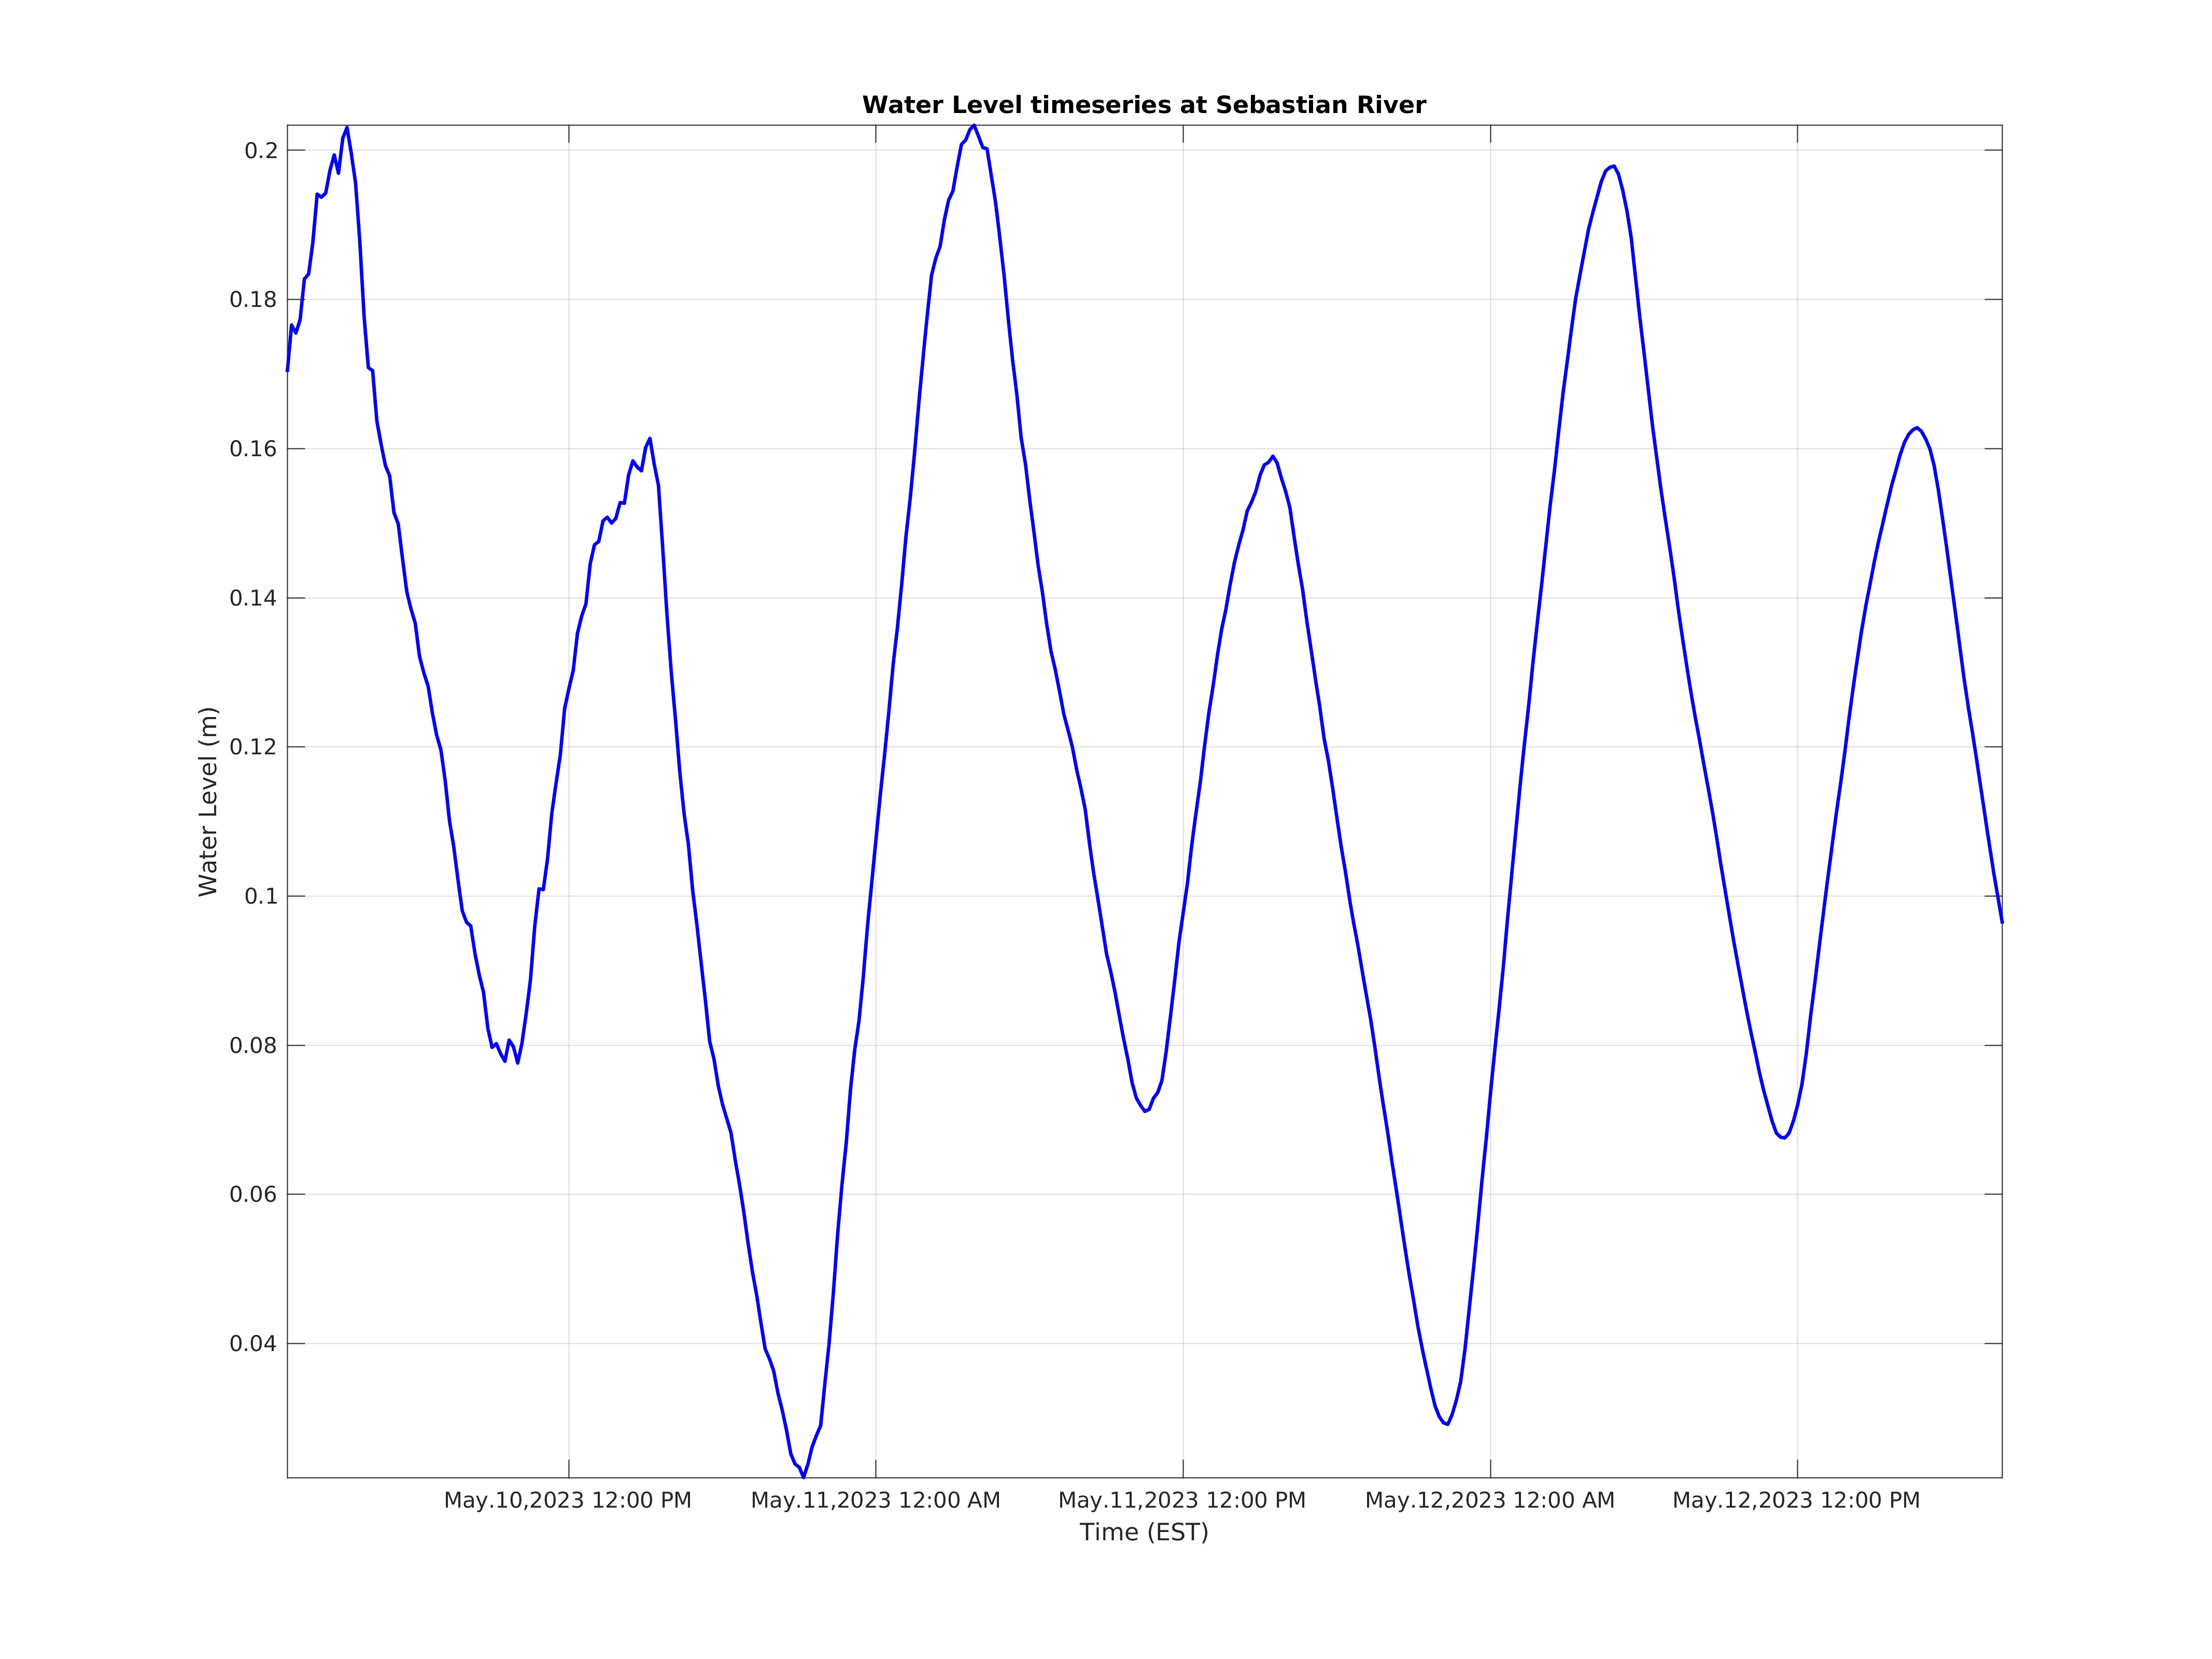 Water Level timeseries at Sebastian River
0.2
0.18
0.16
0.14
0.12
0.1
0.08
0.06
0.04
Water Level (m)
May.10,2023 12:00 PM
May.11,2023 12:00 AM
May.11,2023 12:00 PM
May.12,2023 12:00 AM
May.12,2023 12:00 PM
Time (EST)